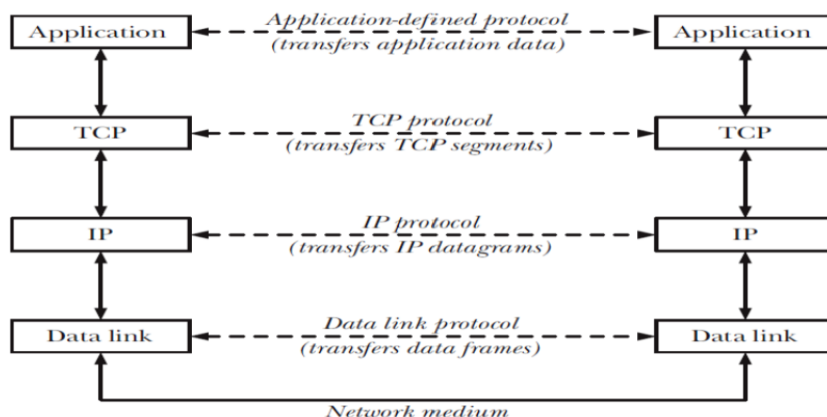 Application-defined protocol
Application
Application
(transfers application data)
TCP protocol
TCP
TCP
(transfers TCP segments)
IP protocol
IP
IP
(transfers IP datagrams)
Data link protocol
Data link
Data link
(transfers data frames)
Network medium